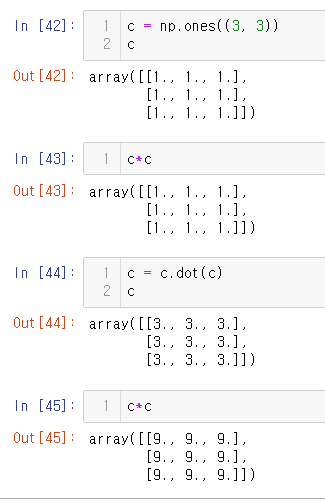 In [42]: 1 c = np.ones((3, 3))
2 c
Out[42]: array([[1., 1., 1.],
[1., 1., 1.],
[1., 1., 1.]])
In [43]: 1 c*c
Out[43]: array([[1., 1., 1.],
[1., 1., 1.],
[1., 1., 1.]])
In [44]: 1 c = c.dot(c)
2 c
Out[44]: array([[3., 3., 3.],
[3., 3., 3.],
[3., 3., 3.]])
In [45]: 1 c*c
Out[45]: array([[9., 9., 9.],
[9., 9., 9.],
[9., 9., 9.]])